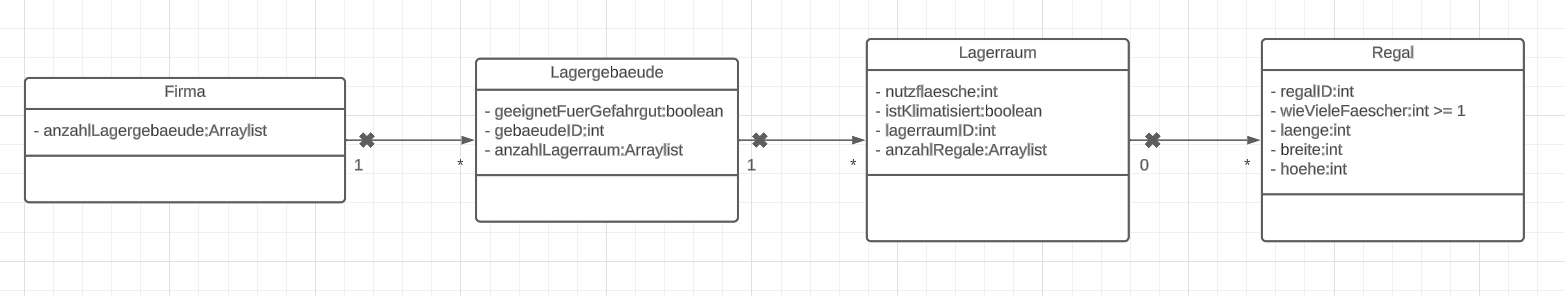 Firma
- anzahlLagergebaeude:Arraylist
1
*
Lagergebaeude
- geeignetFuerGefahrgut:boolean
- gebaeudeID:int
- anzahlLagerraum:Arraylist
1
*
Lagerraum
- nutzflaesche:int
- istKlimatisiert:boolean
- lagerraumID:int
- anzahlRegale:Arraylist
0
*
Regal
- regalID:int
- wieVieleFaescher:int >= 1
- laenge:int
- breite:int
- hoehe:int